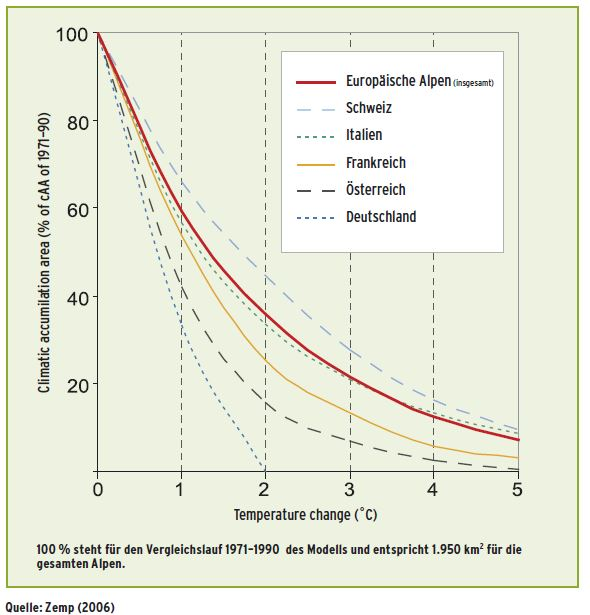 100
80
60
40
20
0
1
2
3
4
5
Climatic accumilation area (% of cAA of 1971–90)
Temperature change (°C)
Europäische Alpen (insgesamt)
Schweiz
Italien
Frankreich
Österreich
Deutschland
100 % steht für den Vergleichslauf 1971–1990 des Modells und entspricht 1.950 km² für die
gesamten Alpen.
Quelle: Zemp (2006)